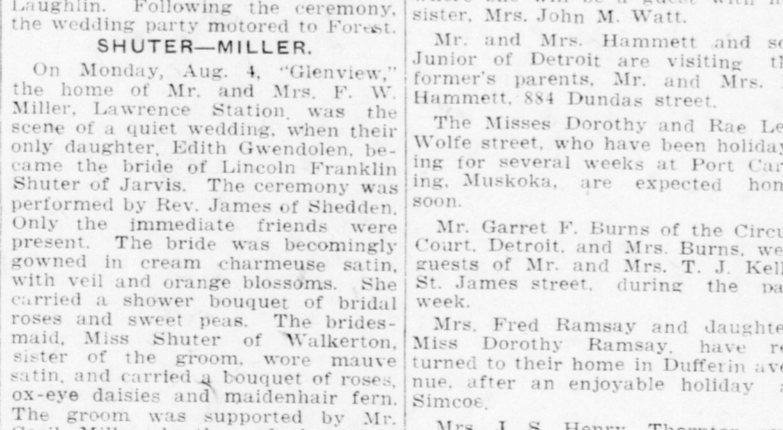 Laughlin. Following the ceremony,
the wedding party motored to Forest.
SHUTER—MILLER.
On Monday, Aug. 4, "Glenview,"
the home of Mr. and Mrs. F. W.
Miller, Lawrence Station, was the
scene of a quiet wedding, when their
only daughter, Edith Gwendolen, be-
came the bride of Lincoln Franklin
Shuter of Jarvis. The ceremony was
performed by Rev. James of Shedden.
Only the immediate friends were
present. The bride was becomingly
gowned in cream charmeuse satin,
with veil and orange blossoms. She
carried a shower bouquet of bridal
roses and sweet peas. The brides-
maid, Miss Shuter of Walkerton,
sister of the groom, wore mauve
satin, and carried a bouquet of roses,
ox-eye daisies and maidenhair fern.
The groom was supported by Mr.
sister, Mrs. John M. Watt.
Mr. and Mrs. Hammett and
Junior of Detroit are visiting
former's parents, Mr. and Mrs.
Hammett, 884 Dundas street.
The Misses Dorothy and Rae
Wolfe street, who have been holiday
ing for several weeks at Port
ing, Muskoka, are expected
soon.
Mr. Garret F. Burns of the
Court, Detroit, and Mrs. Burns,
guests of Mr. and Mrs. T. J.
St. James street, during the
week.
Mrs. Fred Ramsay and
Miss Dorothy Ramsay, have
turned to their home in Dufferin
nue, after an enjoyable holiday
Simcoe.
Mrs. J. S. Henry